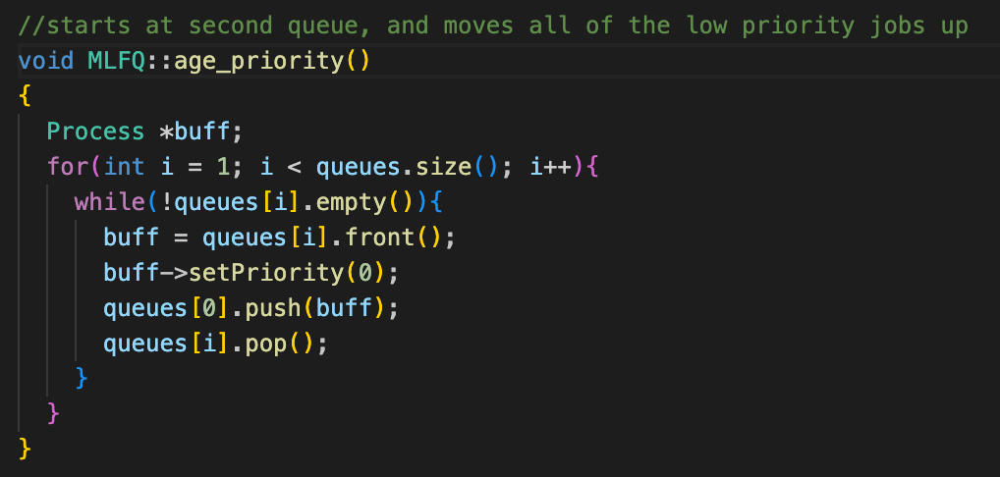 //starts at second queue, and moves all of the low priority jobs up
void MLFQ::age_priority()
{
  Process *buff;
  for(int i = 1; i < queues.size(); i++){
    while(!queues[i].empty()){
      buff = queues[i].front();
      buff->setPriority(0);
      queues[0].push(buff);
      queues[i].pop();
    }
  }
}